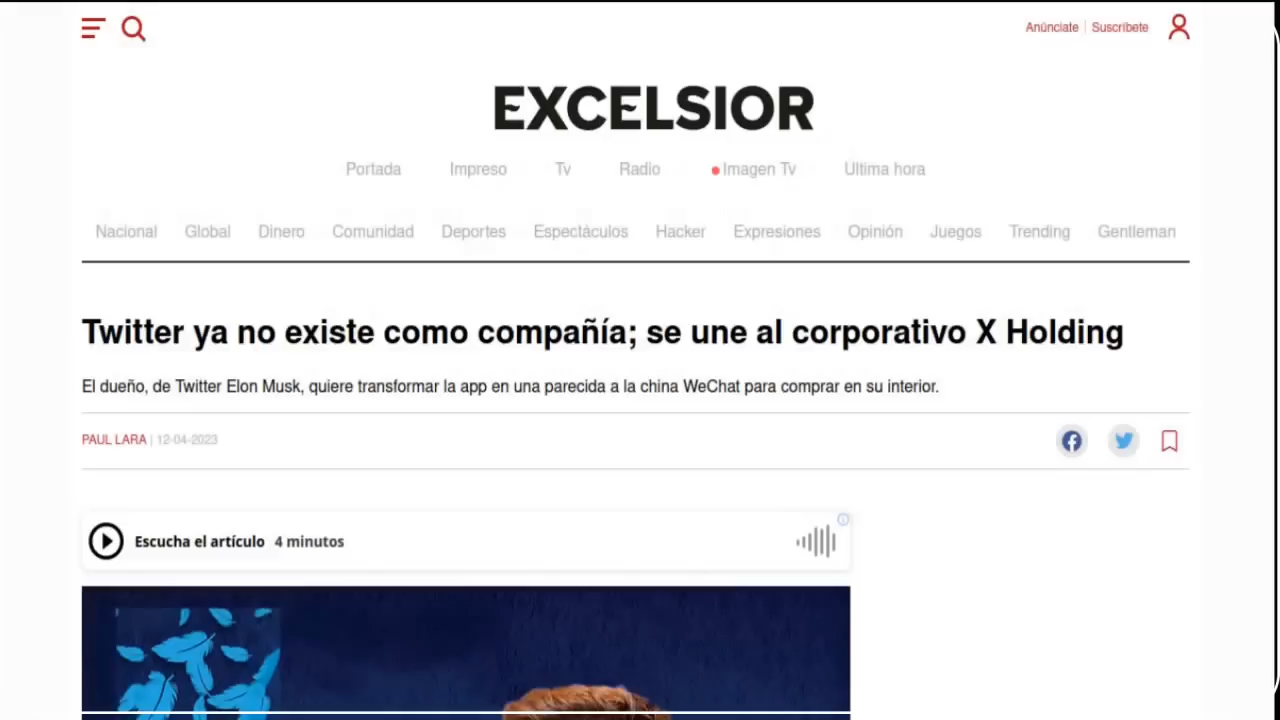 Anúnciate | Suscríbete
EXCELSIOR
Portada Impreso Tv Radio Imagen Tv Ultima hora
Nacional Global Dinero Comunidad Deportes Espectáculos Hacker Expresiones Opinión Juegos Trending Gentleman
Twitter ya no existe como compañía; se une al corporativo X Holding
El dueño, de Twitter Elon Musk, quiere transformar la app en una parecida a la china WeChat para comprar en su interior.
PAUL LARA | 12-04-2023
Escucha el artículo 4 minutos